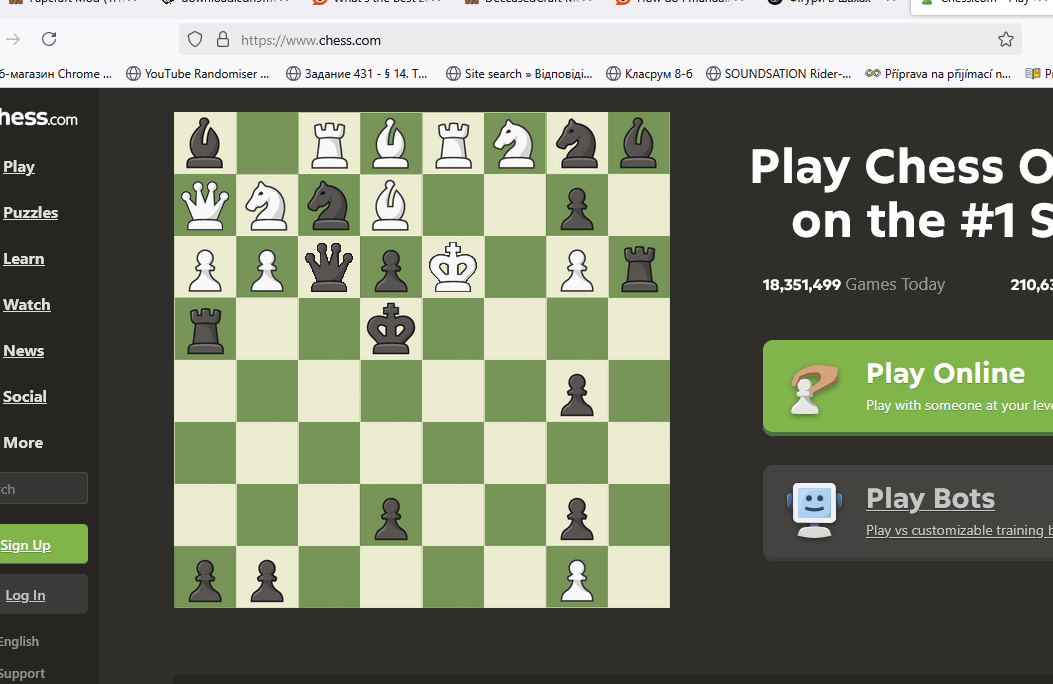 https://www.chess.com
б-магазин Chrome ... YouTube Randomiser ... Задание 431 - § 14. Т... Site search » Відповіді... Класрум 8-б SOUNDSATION Rider-... Příprava na přijímací n...
hess.com
Play
Puzzles
Learn
Watch
News
Social
More
rch
Sign Up
Log In
English
Support
Play Chess O
on the #1 S
18,351,499 Games Today 210,63
Play Online
Play with someone at your leve
Play Bots
Play vs customizable training b